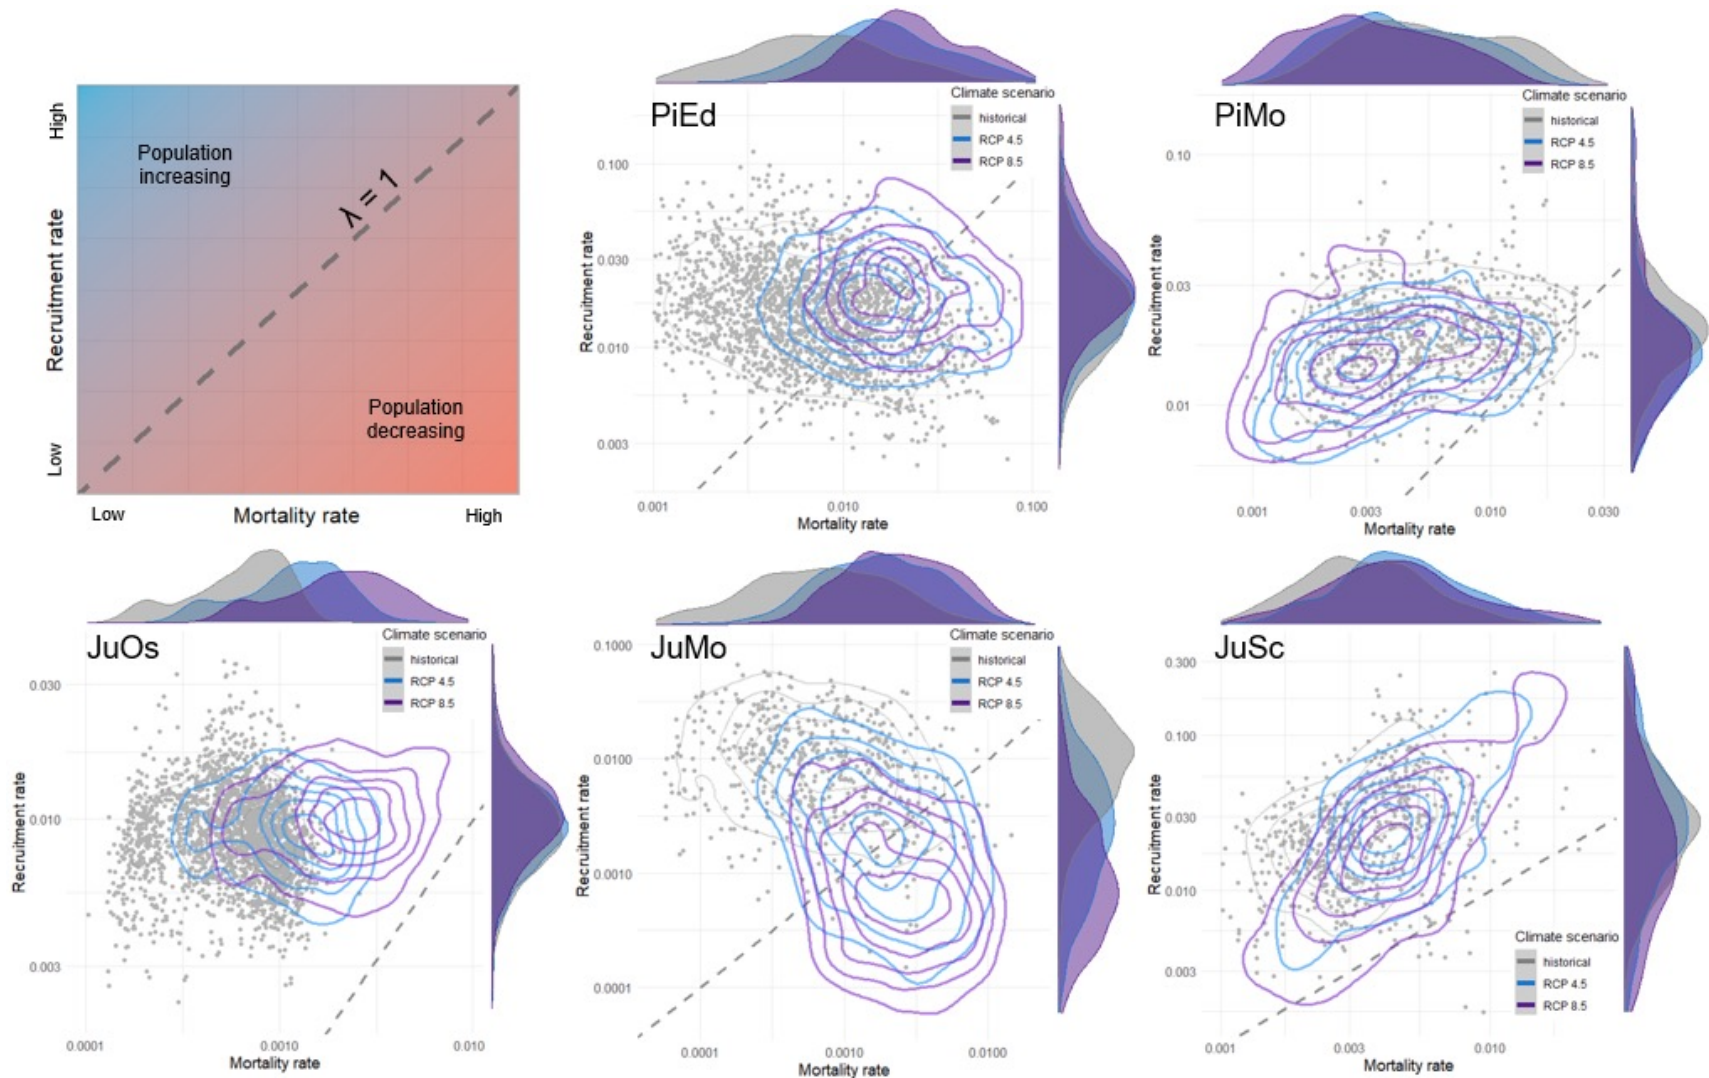 High
Recruitment rate
Low
Population
increasing
λ = 1
Population
decreasing
Low
Mortality rate
High
PiEd
Climate scenario
historical
RCP 4.5
RCP 8.5
Recruitment rate
0.100
0.030
0.010
0.003
0.001
0.010
0.100
Mortality rate
PiMo
Climate scenario
historical
RCP 4.5
RCP 8.5
Recruitment rate
0.10
0.03
0.01
0.001
0.003
0.010
0.030
Mortality rate
JuOs
Climate scenario
historical
RCP 4.5
RCP 8.5
Recruitment rate
0.030
0.010
0.003
0.0001
0.0010
0.010
Mortality rate
JuMo
Climate scenario
historical
RCP 4.5
RCP 8.5
Recruitment rate
0.1000
0.0100
0.0010
0.0001
0.0001
0.0010
0.0100
Mortality rate
JuSc
Recruitment rate
0.300
0.100
0.030
0.010
0.003
Climate scenario
historical
RCP 4.5
RCP 8.5
0.001
0.003
0.010
Mortality rate